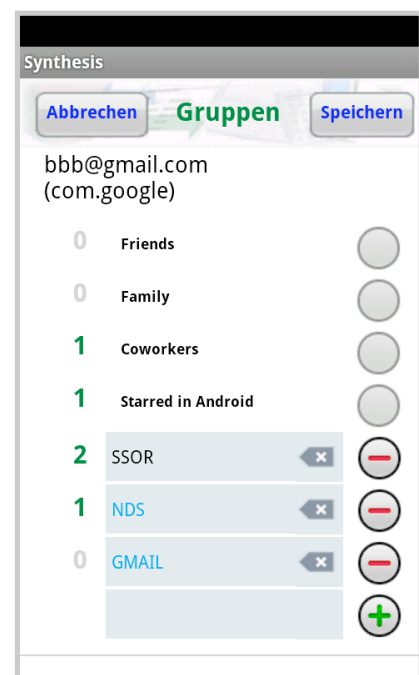 Synthesis
Abbrechen Gruppen Speichern
bbb@gmail.com
(com.google)
0 Friends
0 Family
1 Coworkers
1 Starred in Android
2 SSOR
1 NDS
0 GMAIL